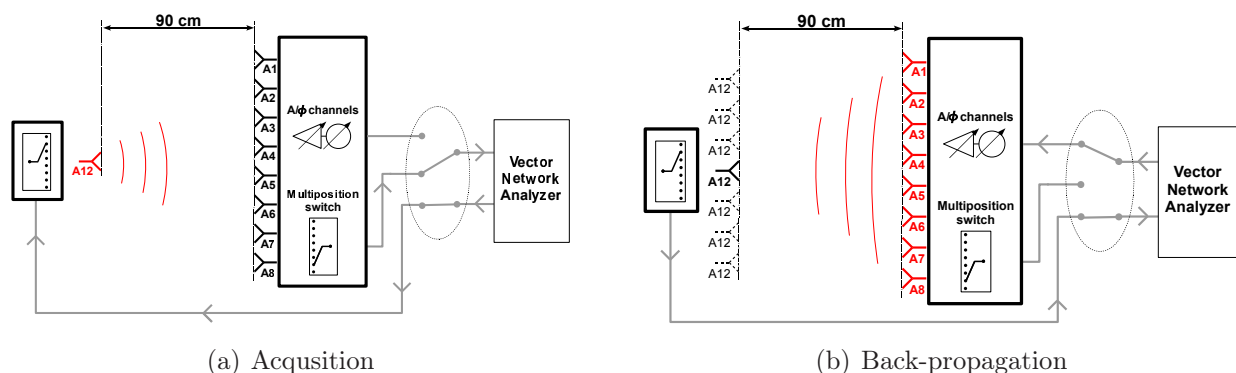 90 cm
A1
A2
A3
A4
A5
A6
A7
A8
A12
A/ϕ channels
Multiposition
switch
Vector
Network
Analyzer
(a) Acqusition
90 cm
A12
A12
A12
A12
A12
A12
A12
A1
A2
A3
A4
A5
A6
A7
A8
A/ϕ channels
Multiposition
switch
Vector
Network
Analyzer
(b) Back-propagation